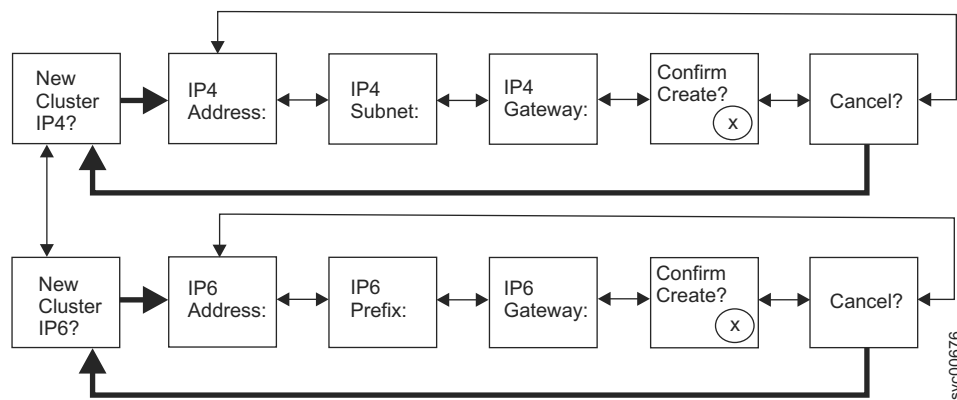 New
Cluster
IP4?
IP4
Address:
IP4
Subnet:
IP4
Gateway:
Confirm
Create?
x
Cancel?
New
Cluster
IP6?
IP6
Address:
IP6
Prefix:
IP6
Gateway:
Confirm
Create?
x
Cancel?
svc00676